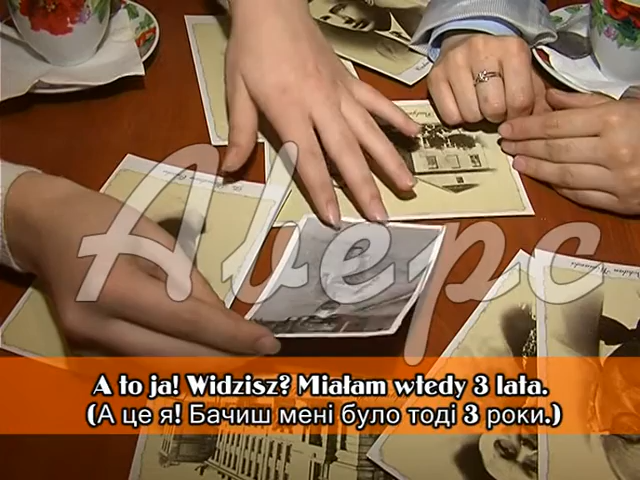 Аверс
A to ja! Widzisz? Miałam wtedy 3 lata.
(А це я! Бачиш мені було тоді 3 роки.)